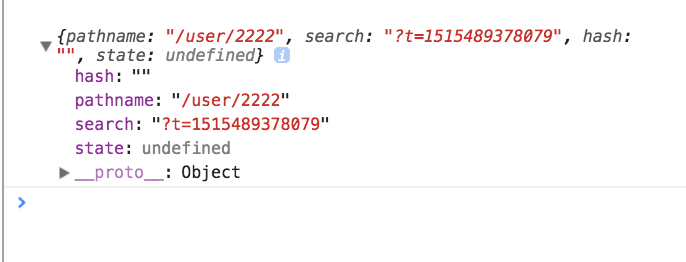 {pathname: "/user/2222", search: "?t=1515489378079", hash:
"", state: undefined} i
hash: ""
pathname: "/user/2222"
search: "?t=1515489378079"
state: undefined
__proto__: Object